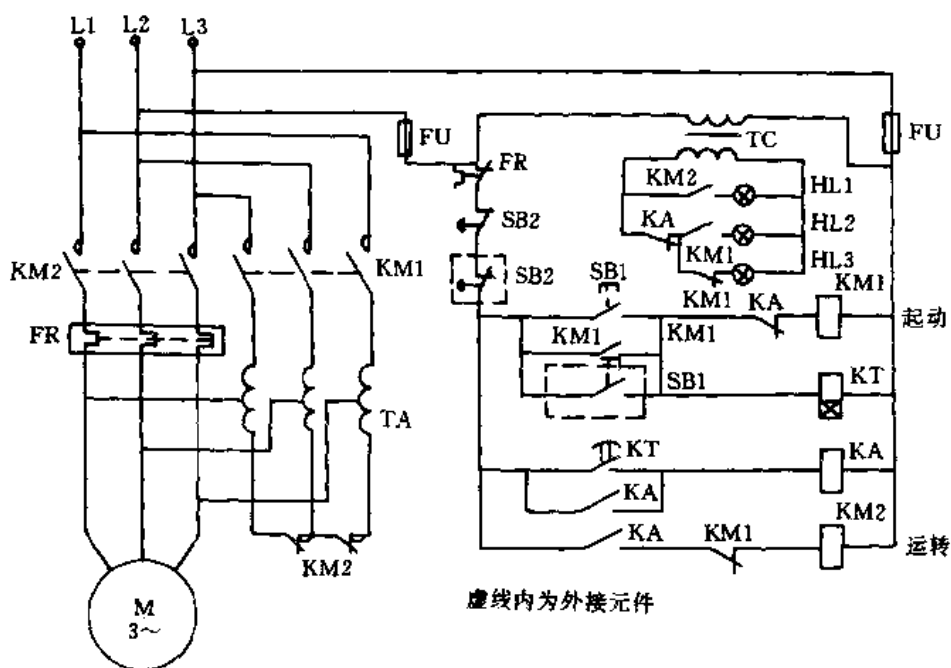 L1 L2 L3
FU
FU
TC
FR
KM2
HL1
SB2
KA
HL2
KM1
HL3
KM2
KM1
SB2
SB1
KM1
KA
KM1
起动
KM1
KM1
FR
SB1
KT
TA
KT
KA
KA
KM2
KA
KM1
运转
KM2
M
3~
虚线内为外接元件